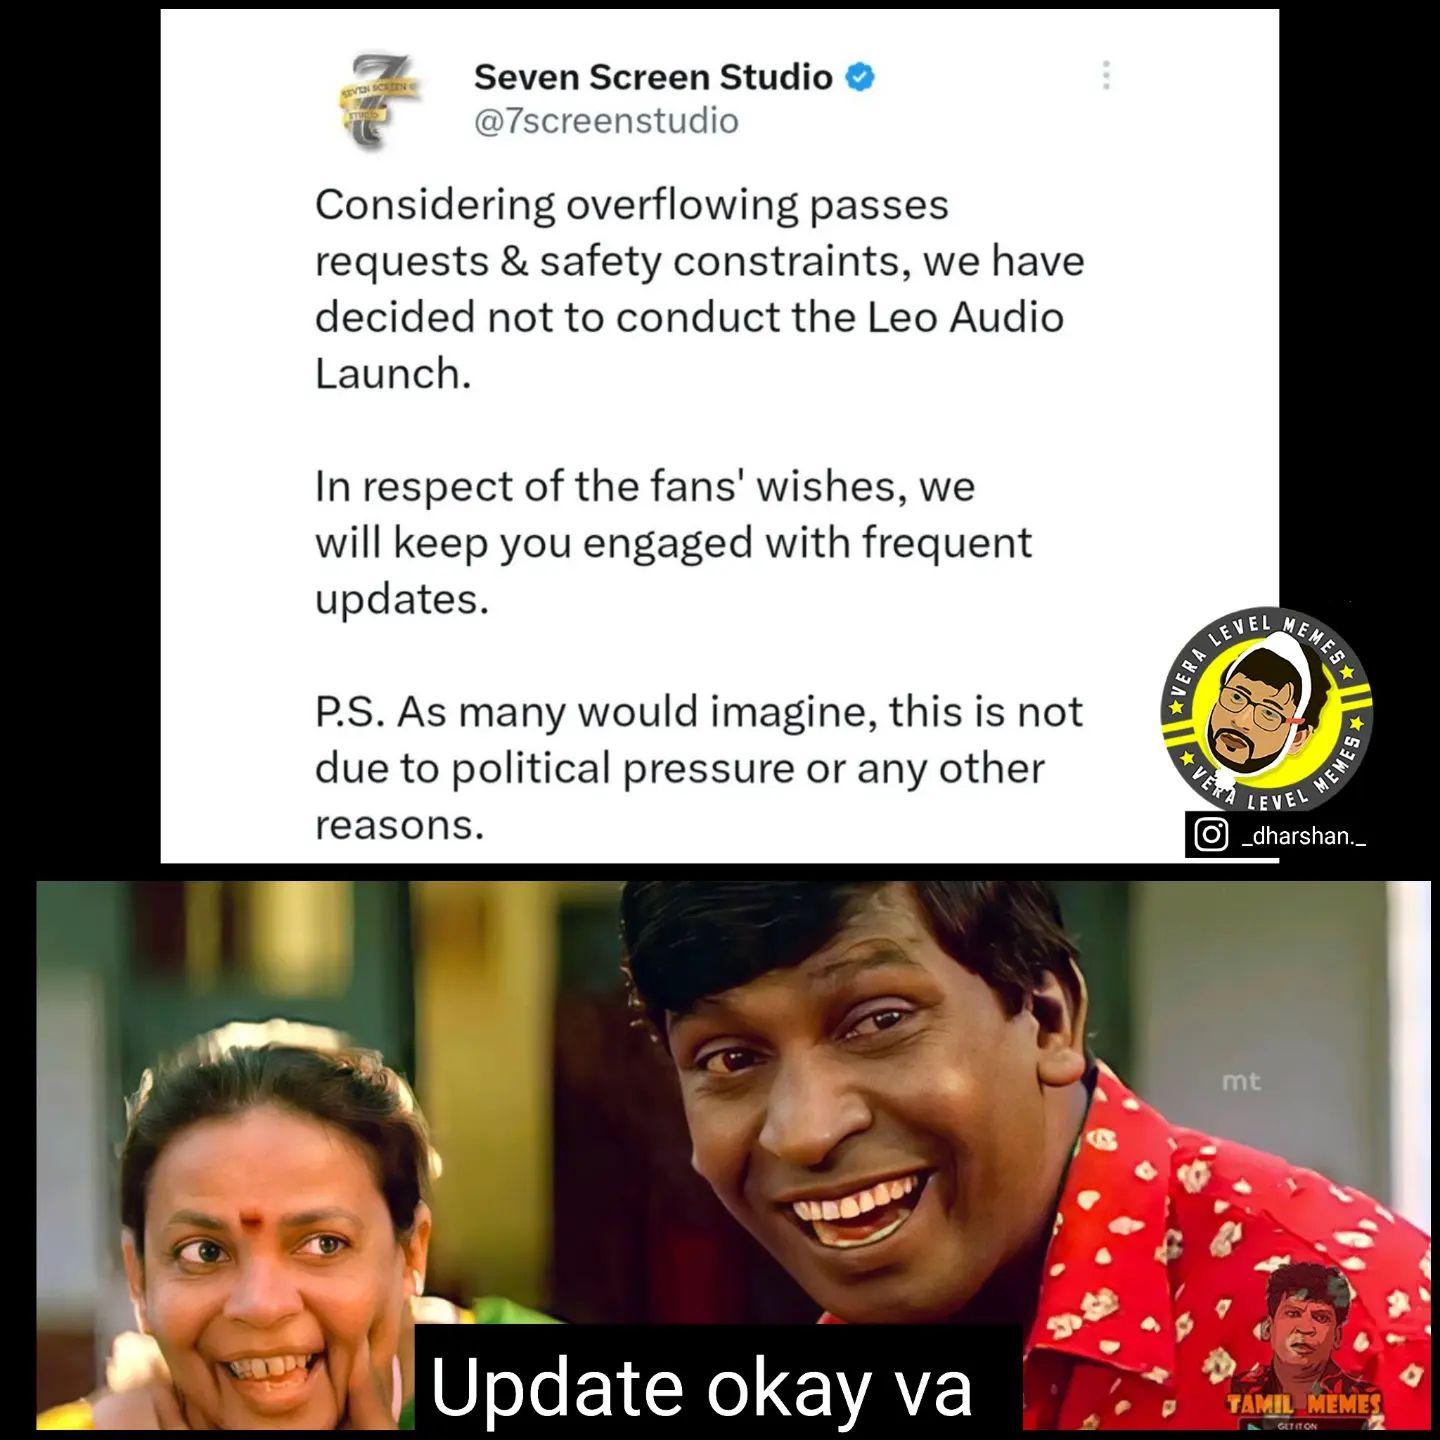 Seven Screen Studio
@7screenstudio
Considering overflowing passes
requests & safety constraints, we have
decided not to conduct the Leo Audio
Launch.
In respect of the fans' wishes, we
will keep you engaged with frequent
updates.
P.S. As many would imagine, this is not
due to political pressure or any other
reasons.
VERA LEVEL MEMES
VERA LEVEL MEMES
_dharshan._
mt
Update okay va
TAMIL MEMES
GET IT ON